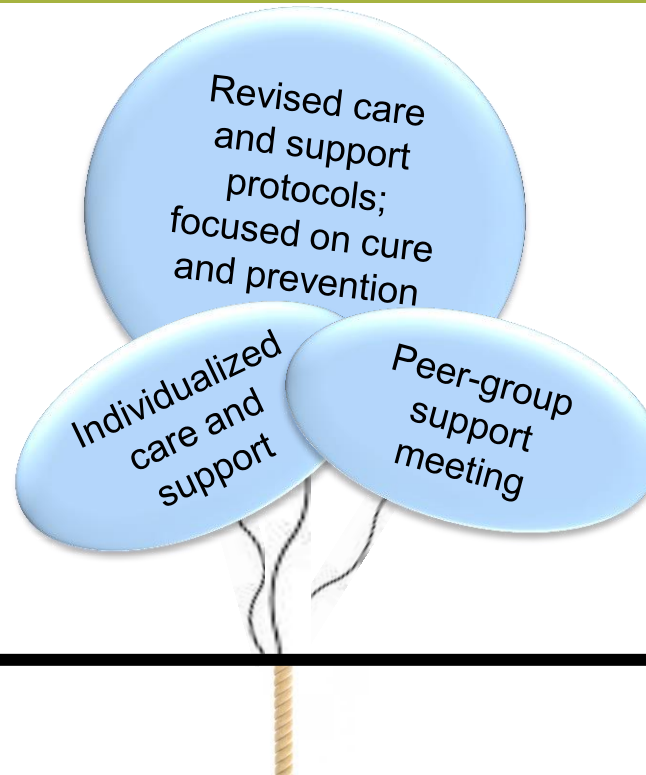 Revised care
and support
protocols;
focused on cure
and prevention
Individualized
care and
support
Peer-group
support
meeting